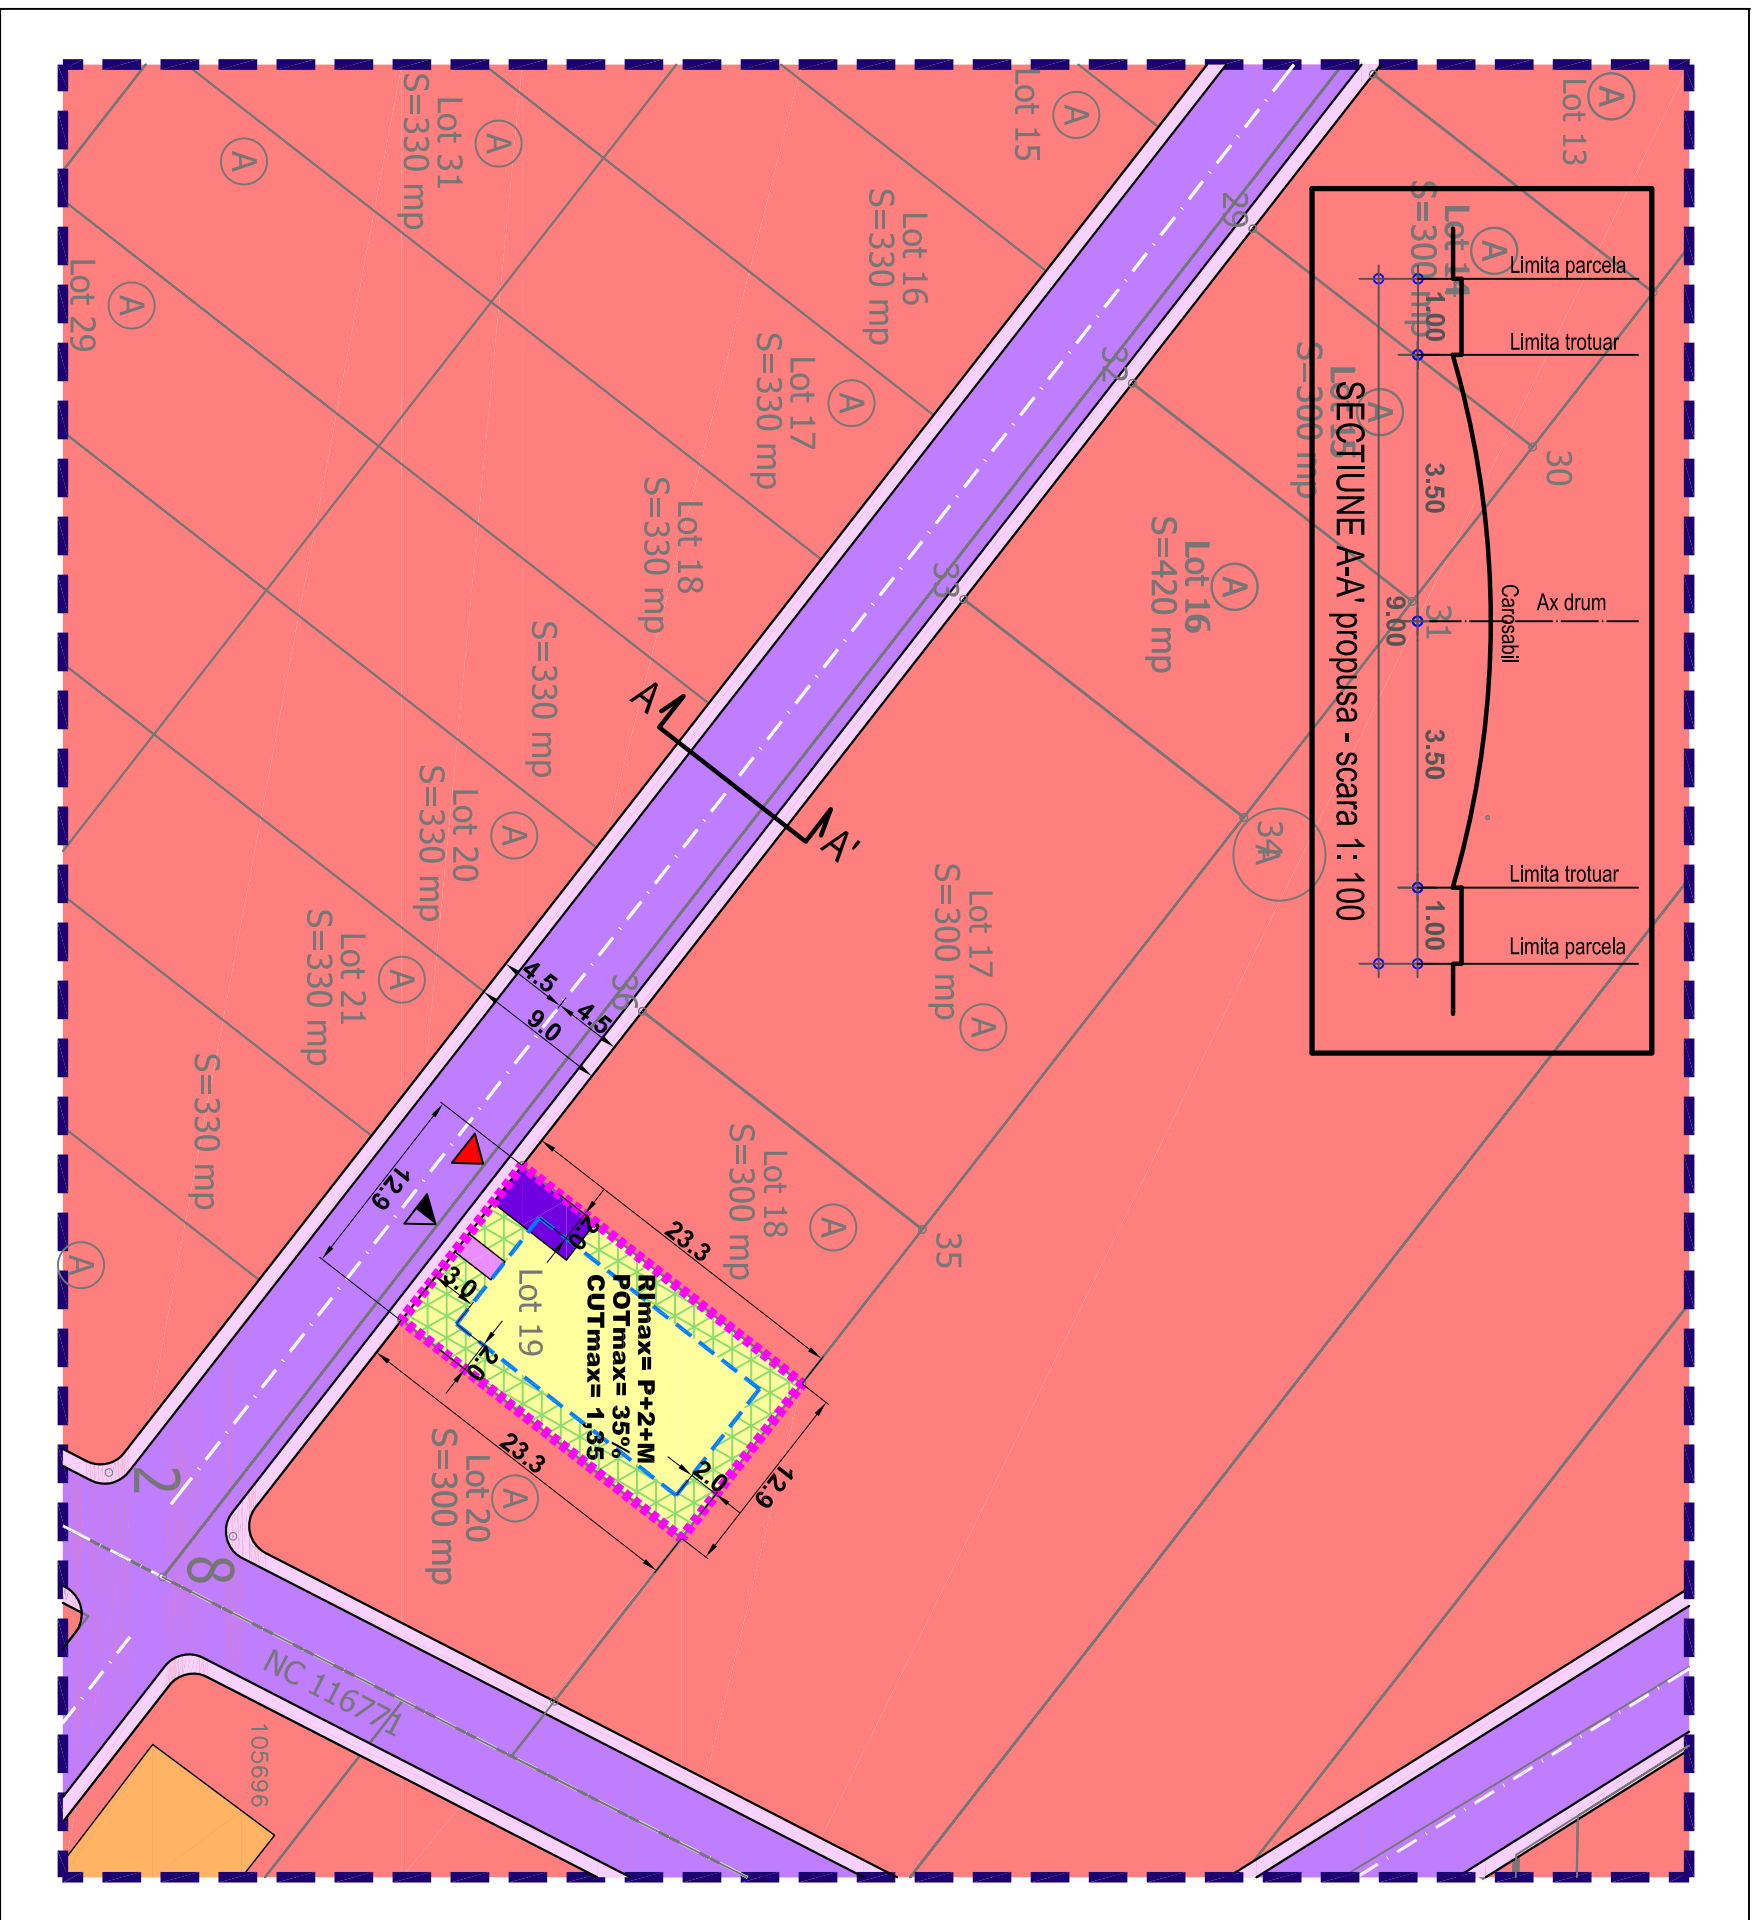 A
Lot 31
S=330 mp
A
A
Lot 29
A
Lot 15
Lot 16
S=330 mp
A
Lot 17
S=330 mp
Lot 18
S=330 mp
S=330 mp
A
Lot 20
S=330 mp
A
Lot 21
S=330 mp
S=330 mp
A
A
Lot 13
A
S=300 mp
A
S=300 mp
29
30
31
32
33
34
A
35
36
A
Lot 16
S=420 mp
Lot 17
S=300 mp
A
A
Lot 18
S=300 mp
Lot 19
A
Lot 20
S=300 mp
Limita parcela
Limita trotuar
Ax drum
Carosabil
Limita trotuar
Limita parcela
1.00
3.50
3.50
1.00
9.00
SECTIUNE A-A' propusa - scara 1: 100
A
A'
4.5
4.5
9.0
12.9
23.3
2.0
3.0
2.0
2.0
12.9
23.3
RImax= P+2+M
POTmax= 35%
CUTmax= 1,35
2
8
NC 116771
105696